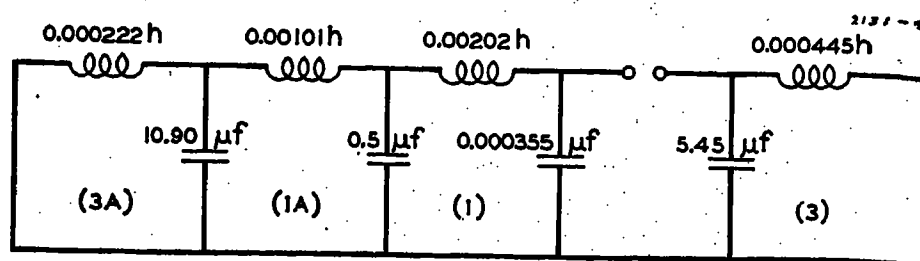 0.000222h
0.00101h
0.00202h
0.000445h
10.90 µf
0.5 µf
0.000355 µf
5.45 µf
(3A)
(1A)
(1)
(3)